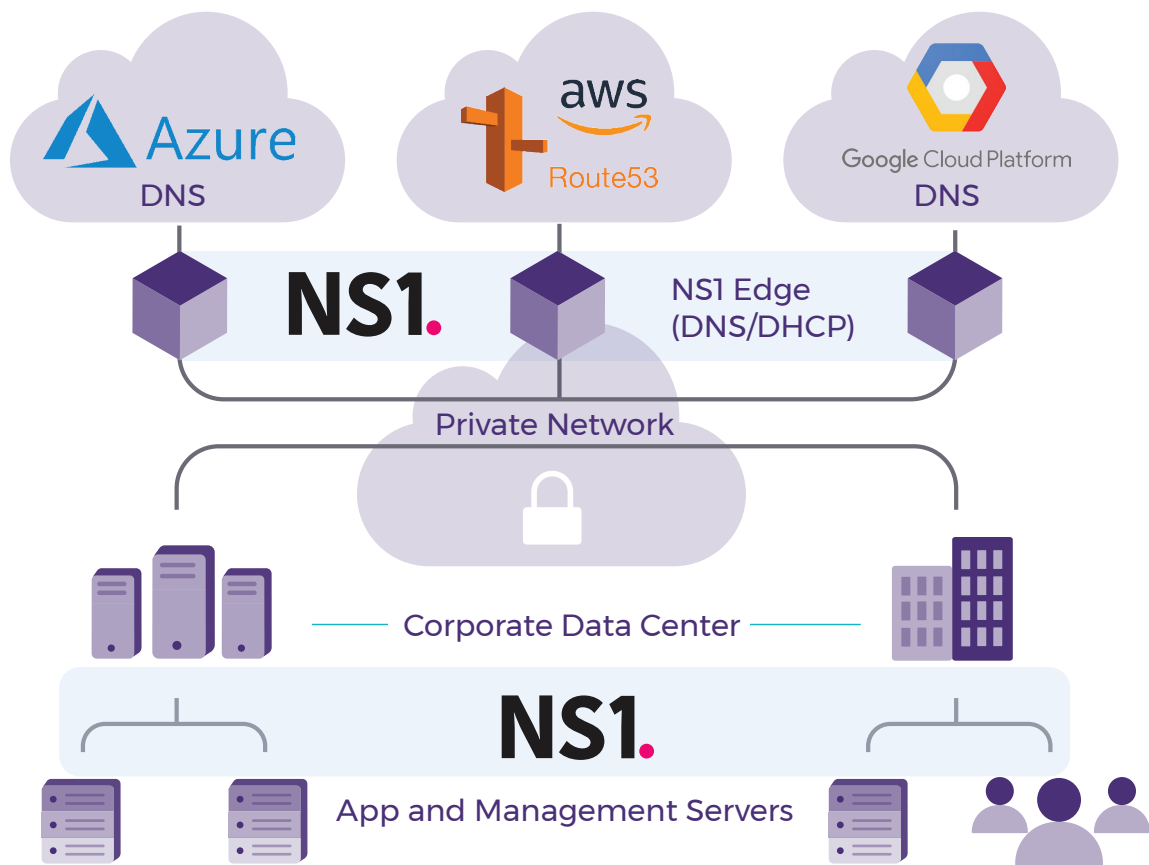 Azure
DNS
aws
Route53
Google Cloud Platform
DNS
NS1.
NS1 Edge
(DNS/DHCP)
Private Network
Corporate Data Center
NS1.
App and Management Servers